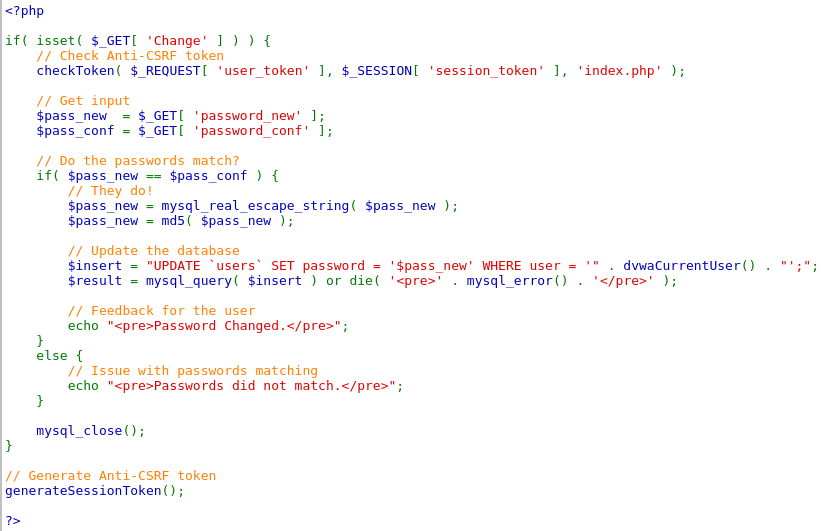 <?php

if( isset( $_GET[ 'Change' ] ) ) {
    // Check Anti-CSRF token
    checkToken( $_REQUEST[ 'user_token' ], $_SESSION[ 'session_token' ], 'index.php' );

    // Get input
    $pass_new  = $_GET[ 'password_new' ];
    $pass_conf = $_GET[ 'password_conf' ];

    // Do the passwords match?
    if( $pass_new == $pass_conf ) {
        // They do!
        $pass_new = mysql_real_escape_string( $pass_new );
        $pass_new = md5( $pass_new );

        // Update the database
        $insert = "UPDATE `users` SET password = '$pass_new' WHERE user = '" . dvwaCurrentUser() . "';";
        $result = mysql_query( $insert ) or die( '<pre>' . mysql_error() . '</pre>' );

        // Feedback for the user
        echo "<pre>Password Changed.</pre>";
    }
    else {
        // Issue with passwords matching
        echo "<pre>Passwords did not match.</pre>";
    }

    mysql_close();
}

// Generate Anti-CSRF token
generateSessionToken();

?>